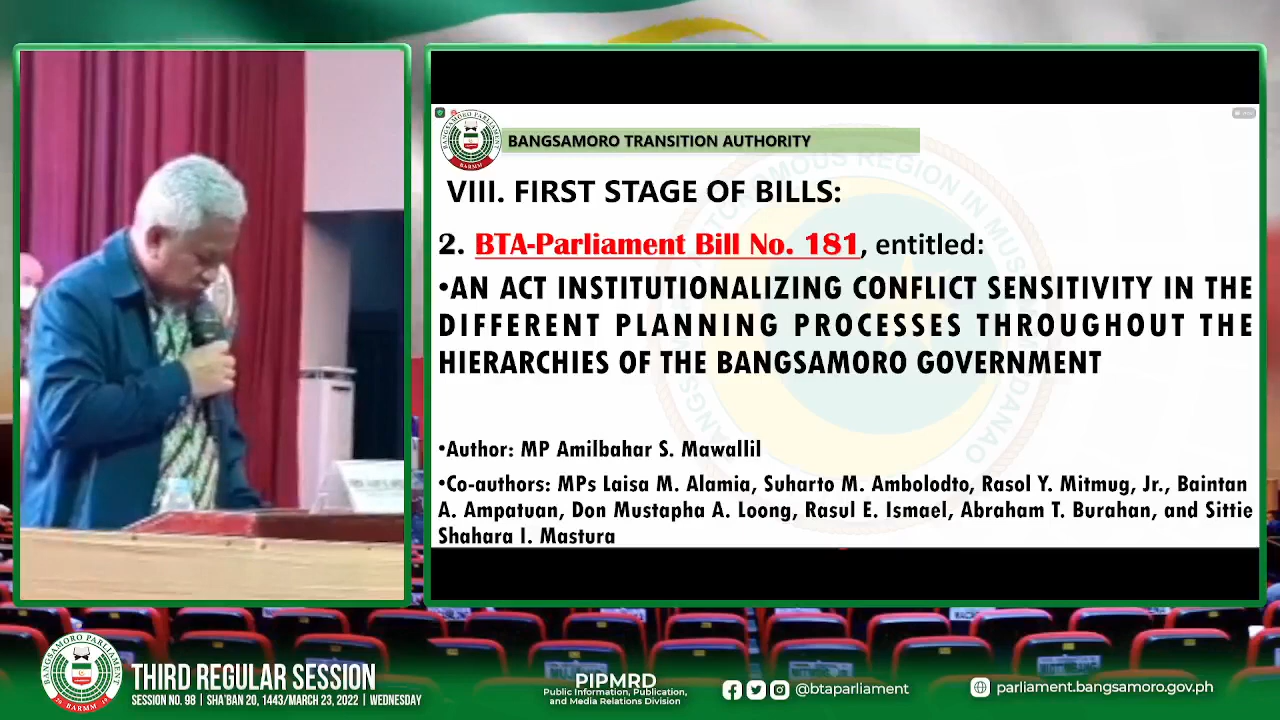 BANGSAMORO TRANSITION AUTHORITY
VIII. FIRST STAGE OF BILLS:
2. BTA-Parliament Bill No. 181, entitled:
•AN ACT INSTITUTIONALIZING CONFLICT SENSITIVITY IN THE
DIFFERENT PLANNING PROCESSES THROUGHOUT THE
HIERARCHIES OF THE BANGSAMORO GOVERNMENT
•Author: MP Amilbahar S. Mawallil
•Co-authors: MPs Laisa M. Alamia, Suharto M. Ambolodto, Rasol Y. Mitmug, Jr., Baintan
A. Ampatuan, Don Mustapha A. Loong, Rasul E. Ismael, Abraham T. Burahan, and Sittie
Shahara I. Mastura
BANGSAMORO PARLIAMENT
BARMM
THIRD REGULAR SESSION
SESSION NO. 98 | SHA'BAN 20, 1443/MARCH 23, 2022 | WEDNESDAY
PIPMRD
Public Information, Publication,
and Media Relations Division
@btaparliament
parliament.bangsamoro.gov.ph